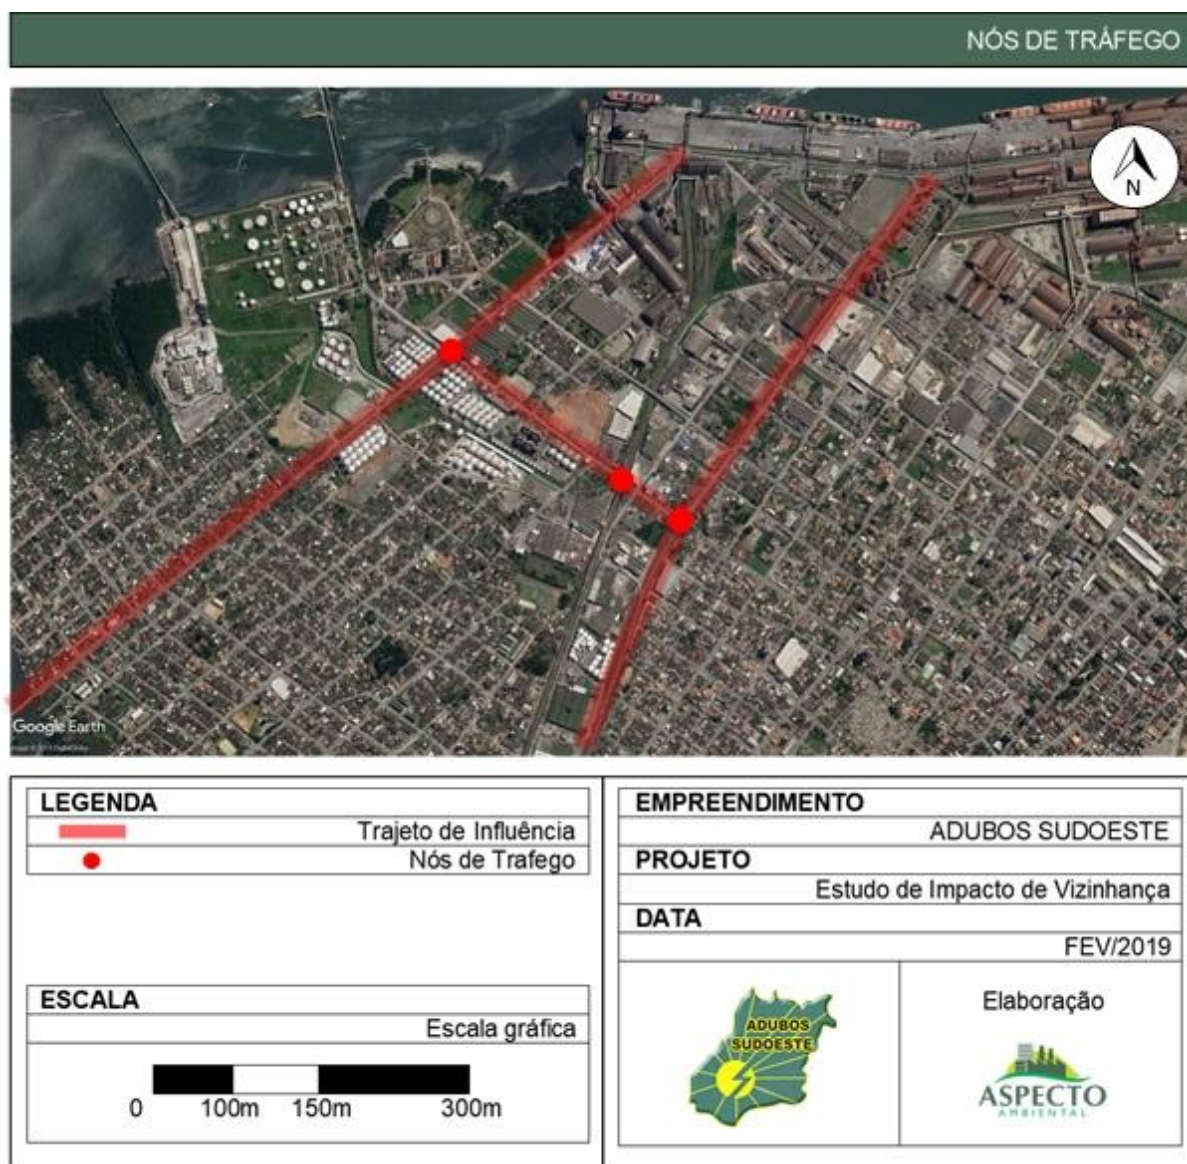 NÓS DE TRÁFEGO
Google Earth
LEGENDA
Trajeto de Influência
Nós de Trafego
ESCALA
Escala gráfica
0 100m 150m 300m
EMPREENDIMENTO
ADUBOS SUDOESTE
PROJETO
Estudo de Impacto de Vizinhança
DATA
FEV/2019
ADUBOS
SUDOESTE
Elaboração
ASPECTO
AMBIENTAL
N